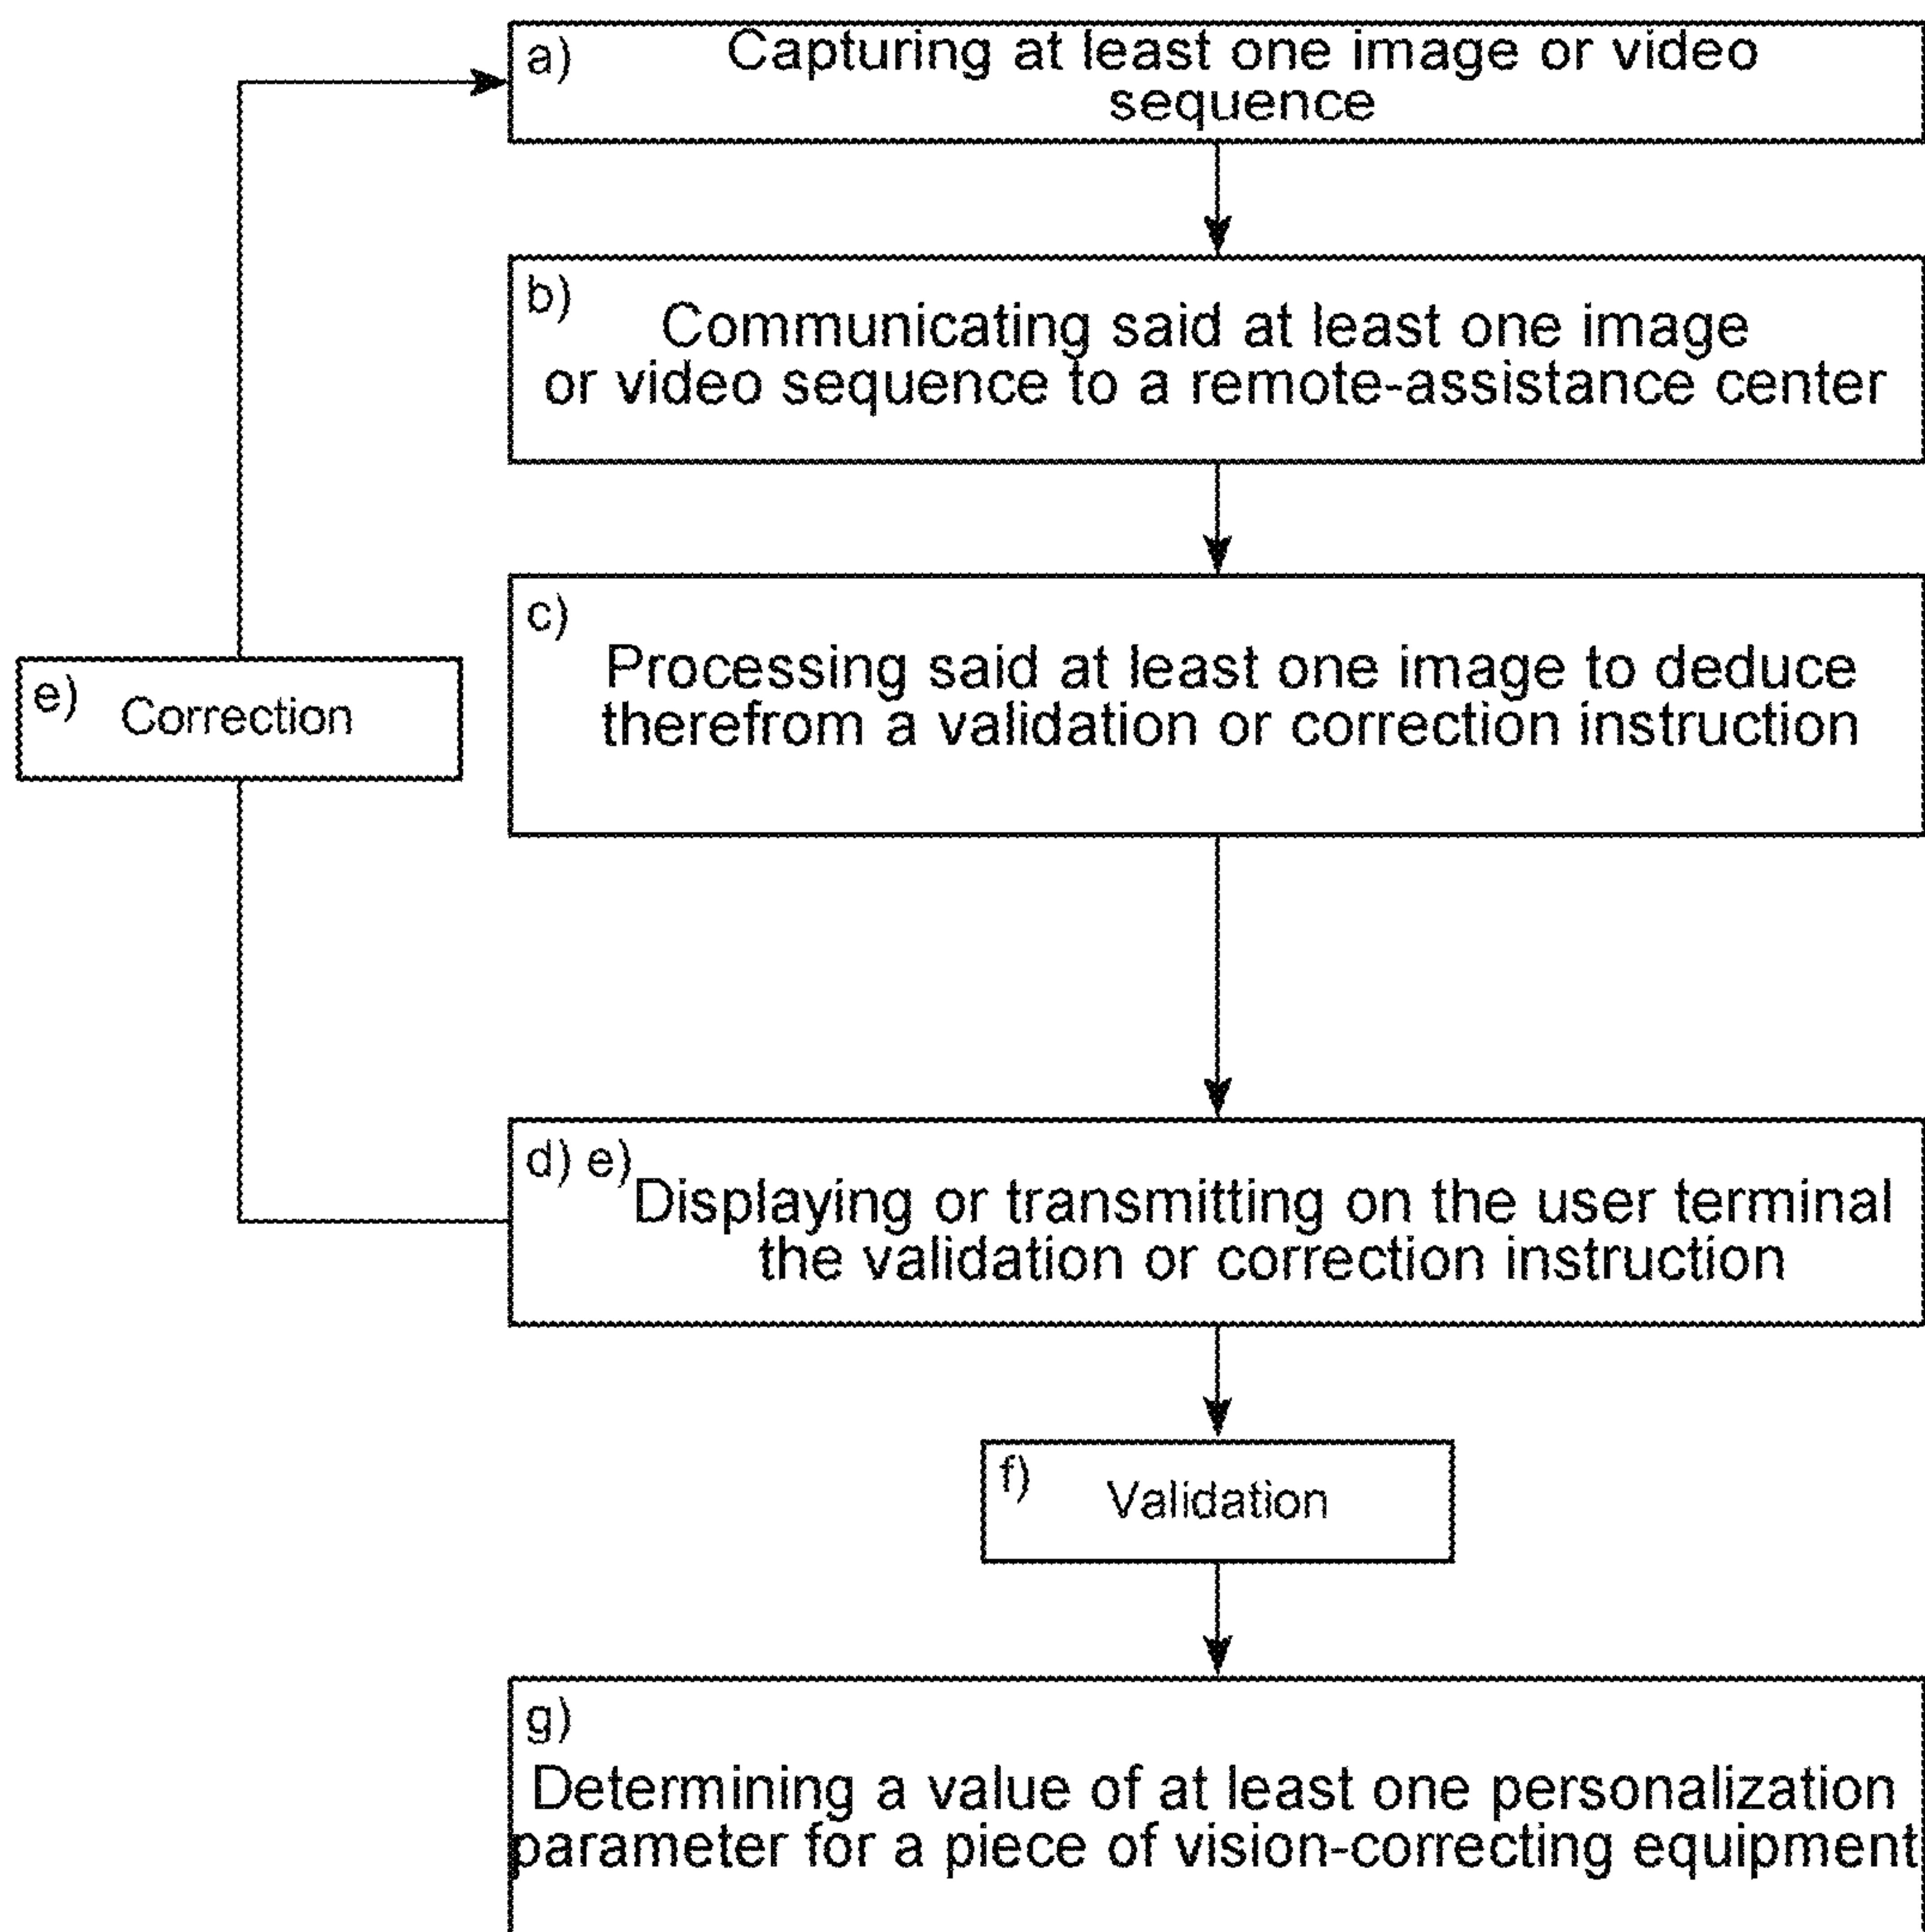 a)
Capturing at least one image or video
sequence
b)
Communicating said at least one image
or video sequence to a remote-assistance center
c)
Processing said at least one image to deduce
therefrom a validation or correction instruction
e)
Correction
d) e)
Displaying or transmitting on the user terminal
the validation or correction instruction
f)
Validation
g)
Determining a value of at least one personalization
parameter for a piece of vision-correcting equipment